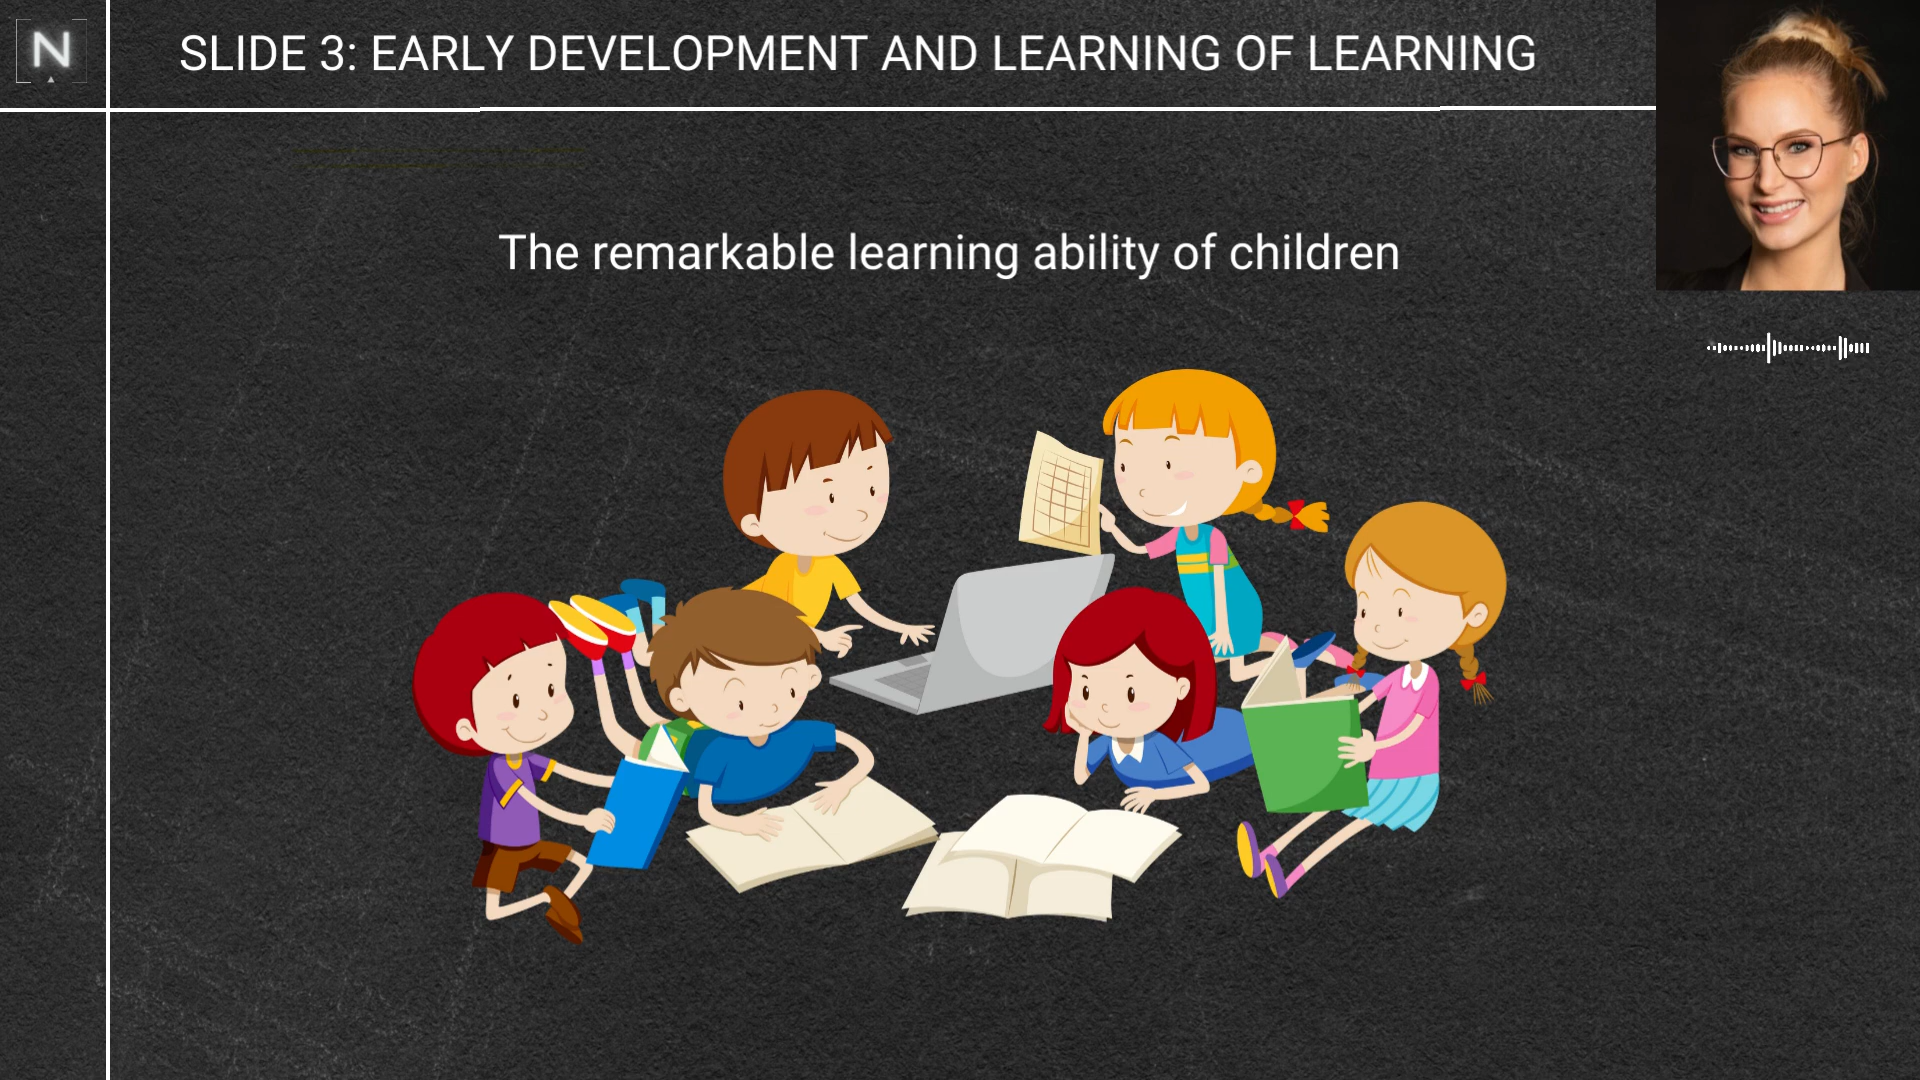 N
SLIDE 3: EARLY DEVELOPMENT AND LEARNING OF LEARNING
The remarkable learning ability of children